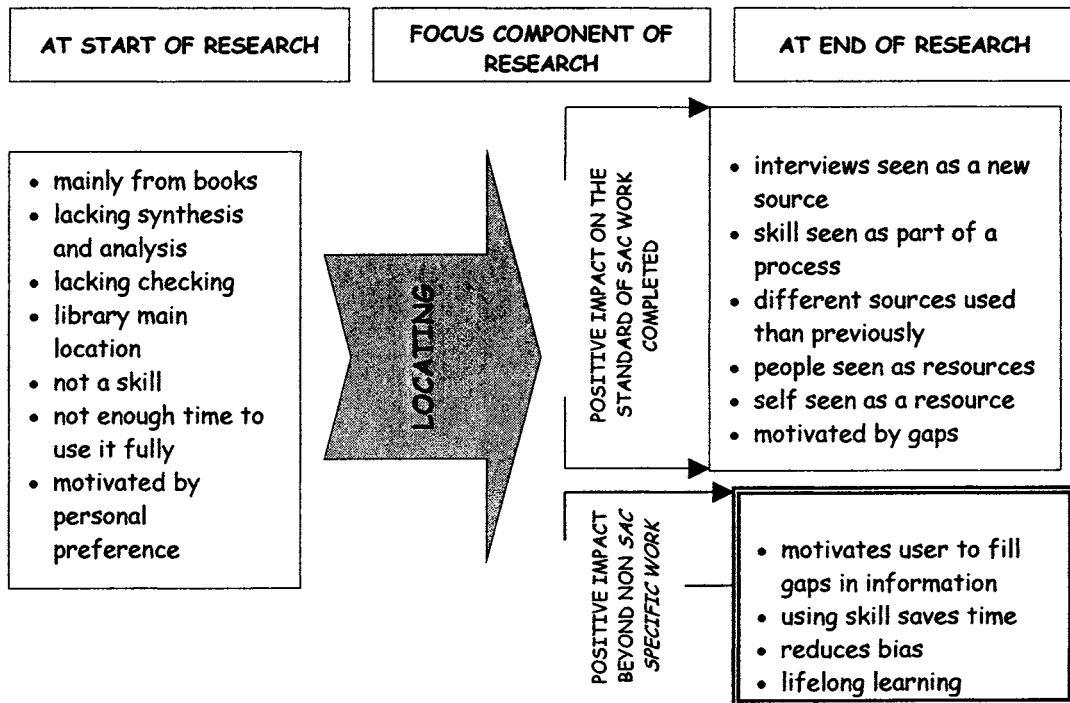 AT START OF RESEARCH
FOCUS COMPONENT OF
RESEARCH
AT END OF RESEARCH
• mainly from books
• lacking synthesis
and analysis
• lacking checking
• library main
location
• not a skill
• not enough time to
use it fully
• motivated by
personal
preference
LOCATING
POSITIVE IMPACT ON THE
STANDARD OF SAC WORK
COMPLETED
• interviews seen as a new
source
• skill seen as part of a
process
• different sources used
than previously
• people seen as resources
• self seen as a resource
• motivated by gaps
POSITIVE IMPACT
BEYOND NON SAC
SPECIFIC WORK
• motivates user to fill
gaps in information
• using skill saves time
• reduces bias
• lifelong learning